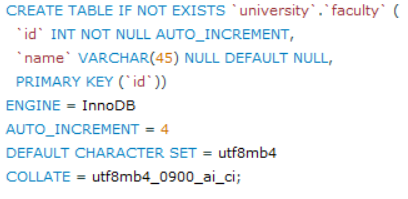 CREATE TABLE IF NOT EXISTS `university`.`faculty` (
`id` INT NOT NULL AUTO_INCREMENT,
`name` VARCHAR(45) NULL DEFAULT NULL,
PRIMARY KEY (`id`))
ENGINE = InnoDB
AUTO_INCREMENT = 4
DEFAULT CHARACTER SET = utf8mb4
COLLATE = utf8mb4_0900_ai_ci;